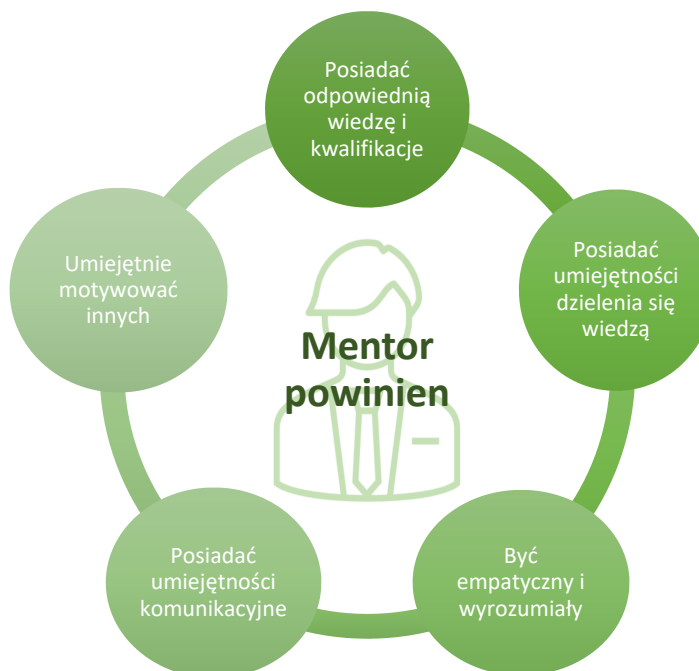 Posiadać
odpowiednią
wiedzę i
kwalifikacje
Posiadać
umiejętności
dzielenia się
wiedzą
Być
empatyczny i
wyrozumiały
Posiadać
umiejętności
komunikacyjne
Umiejętnie
motywować
innych
Mentor
powinien